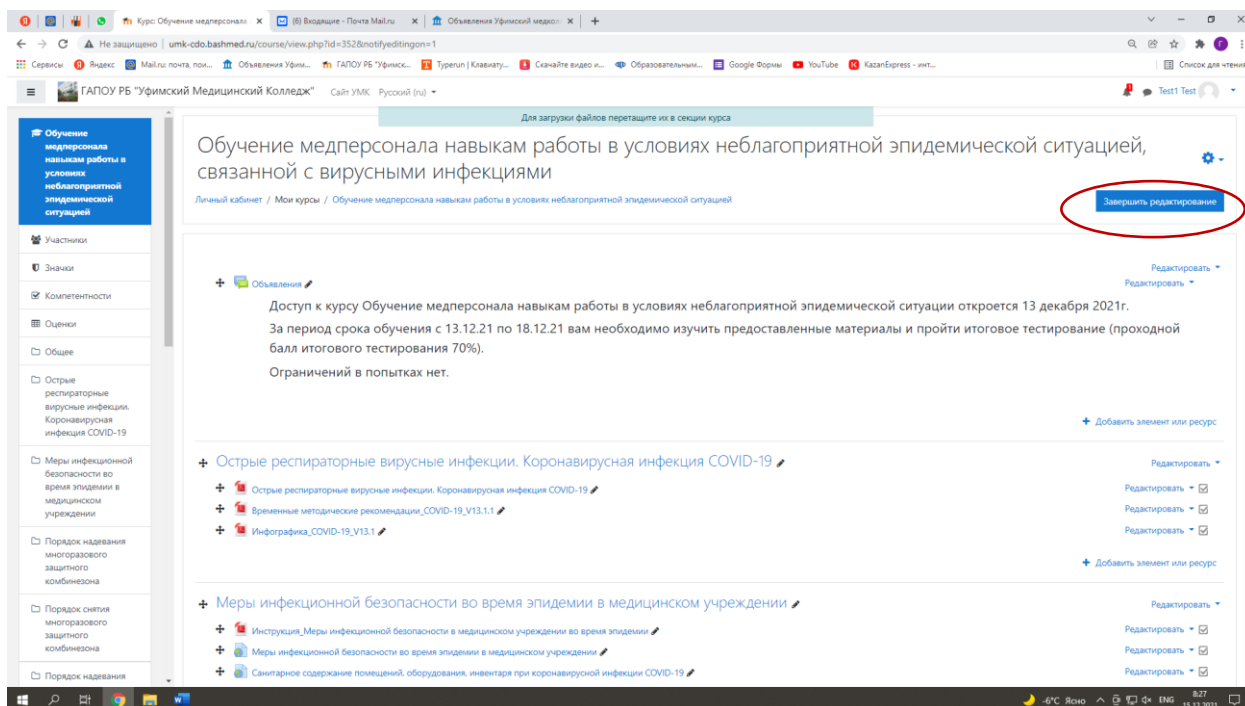 Курс: Обучение медперсонала
(6) Входящие - Почта Mail.ru
Объявления Уфимский медкол
Не защищено | umk-cdo.bashmed.ru/course/view.php?id=352&notifyeditingon=1
Сервисы Яндекс Mail.ru: почта, пои... Объявления Уфим... ГАПОУ РБ "Уфимск... Typerun | Клавиату... Скачайте видео и... Образовательным... Google Формы YouTube KazanExpress - инт... Список для чтения
ГАПОУ РБ "Уфимский Медицинский Колледж" Сайт УМК Русский (ru) Test1 Test
Для загрузки файлов перетащите их в секции курса
Обучение
медперсонала
навыкам работы в
условиях
неблагоприятной
эпидемической
ситуацией
Участники
Значки
Компетентности
Оценки
Общее
Острые
респираторные
вирусные инфекции.
Коронавирусная
инфекция COVID-19
Меры инфекционной
безопасности во
время эпидемии в
медицинском
учреждении
Порядок надевания
многоразового
защитного
комбинезона
Порядок снятия
многоразового
защитного
комбинезона
Порядок надевания
Обучение медперсонала навыкам работы в условиях неблагоприятной эпидемической ситуацией,
связанной с вирусными инфекциями
Личный кабинет / Мои курсы / Обучение медперсонала навыкам работы в условиях неблагоприятной эпидемической ситуацией
Завершить редактирование
Редактировать
Объявления Редактировать
Доступ к курсу Обучение медперсонала навыкам работы в условиях неблагоприятной эпидемической ситуации откроется 13 декабря 2021г.
За период срока обучения с 13.12.21 по 18.12.21 вам необходимо изучить предоставленные материалы и пройти итоговое тестирование (проходной
балл итогового тестирования 70%).
Ограничений в попытках нет.
Добавить элемент или ресурс
Острые респираторные вирусные инфекции. Коронавирусная инфекция COVID-19 Редактировать
Острые респираторные вирусные инфекции. Коронавирусная инфекция COVID-19 Редактировать
Временные методические рекомендации_COVID-19_V13.1.1 Редактировать
Инфографика_COVID-19_V13.1 Редактировать
Добавить элемент или ресурс
Меры инфекционной безопасности во время эпидемии в медицинском учреждении Редактировать
Инструкция_Меры инфекционной безопасности в медицинском учреждении во время эпидемии Редактировать
Меры инфекционной безопасности во время эпидемии в медицинском учреждении Редактировать
Санитарное содержание помещений, оборудования, инвентаря при коронавирусной инфекции COVID-19 Редактировать
-6°C Ясно ENG 8:27
15.12.2021